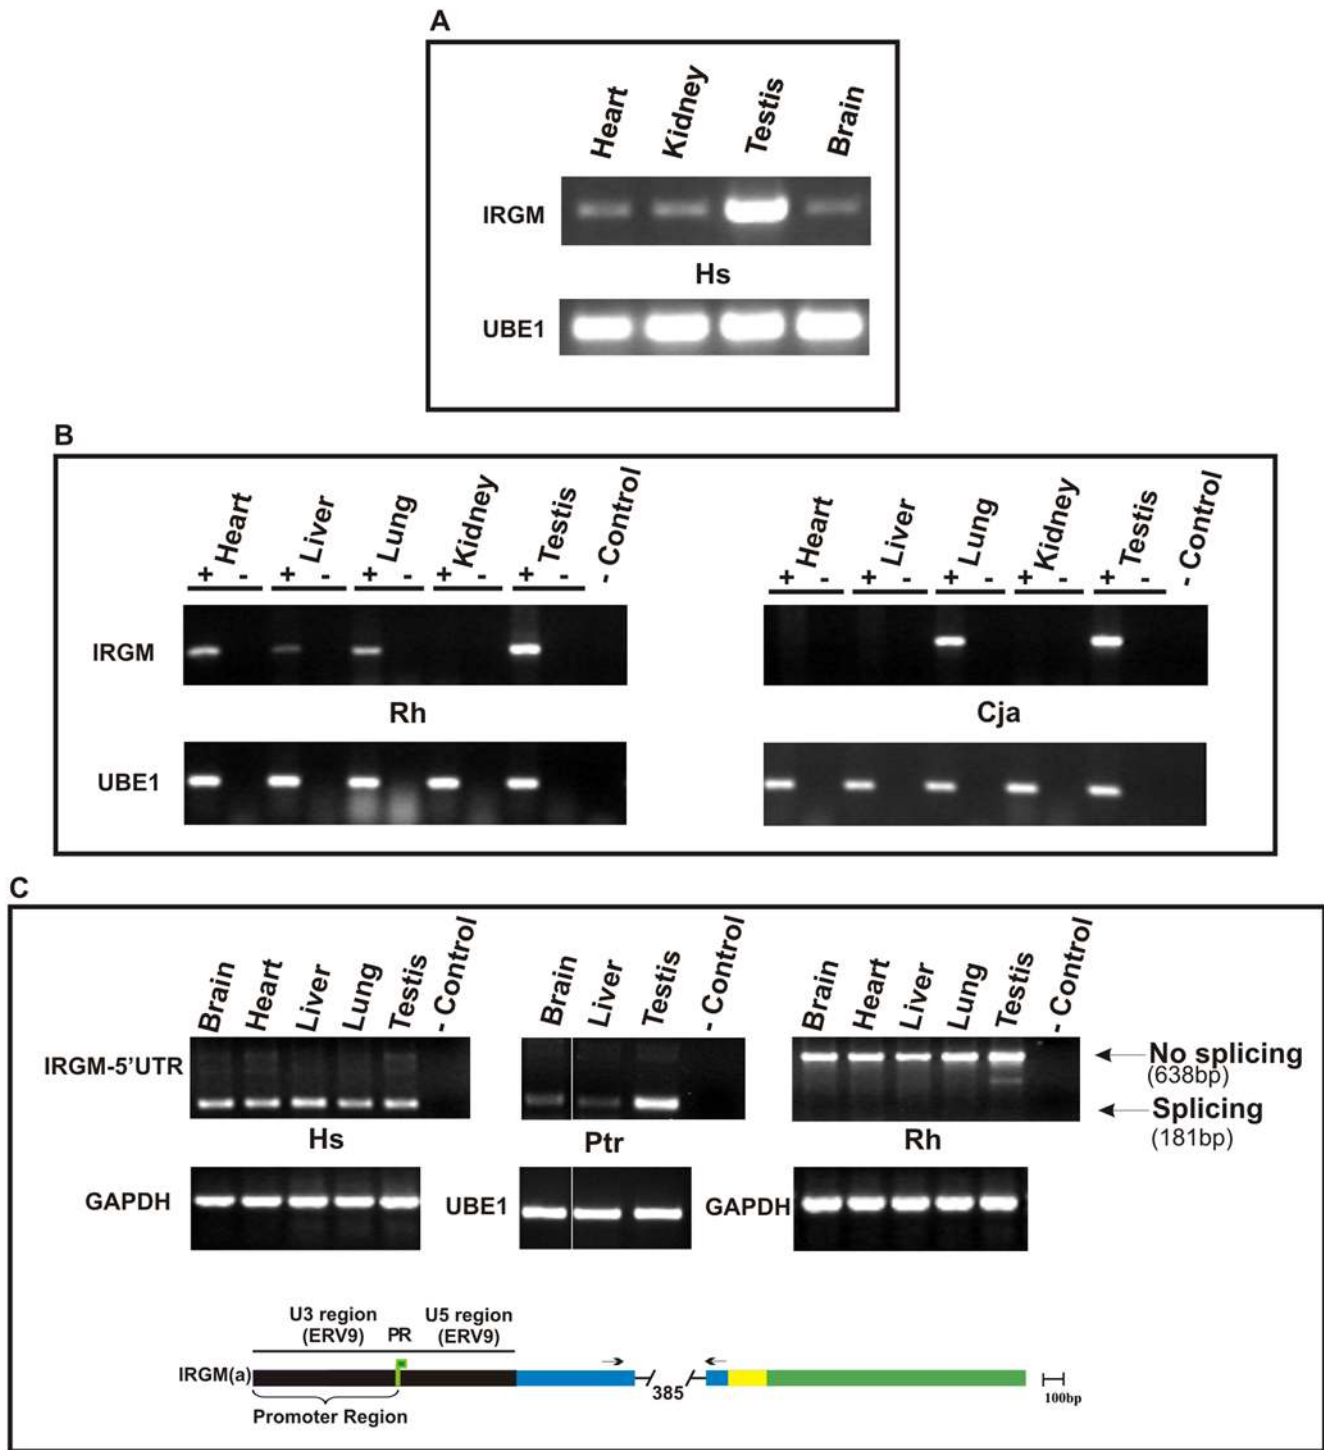 A
Heart Kidney Testis Brain
IRGM
Hs
UBE1
B
Heart Liver Lung Kidney Testis - Control
+ - + - + - + - + -
Heart Liver Lung Kidney Testis - Control
+ - + - + - + - + -
IRGM
Rh
Cja
UBE1
C
Brain Heart Liver Lung Testis - Control
Brain Liver Testis - Control
Brain Heart Liver Lung Testis - Control
IRGM-5'UTR
No splicing
(638bp)
Splicing
(181bp)
Hs
Ptr
Rh
GAPDH
UBE1
GAPDH
U3 region
(ERV9)
PR
U5 region
(ERV9)
IRGM(a)
385
100bp
Promoter Region